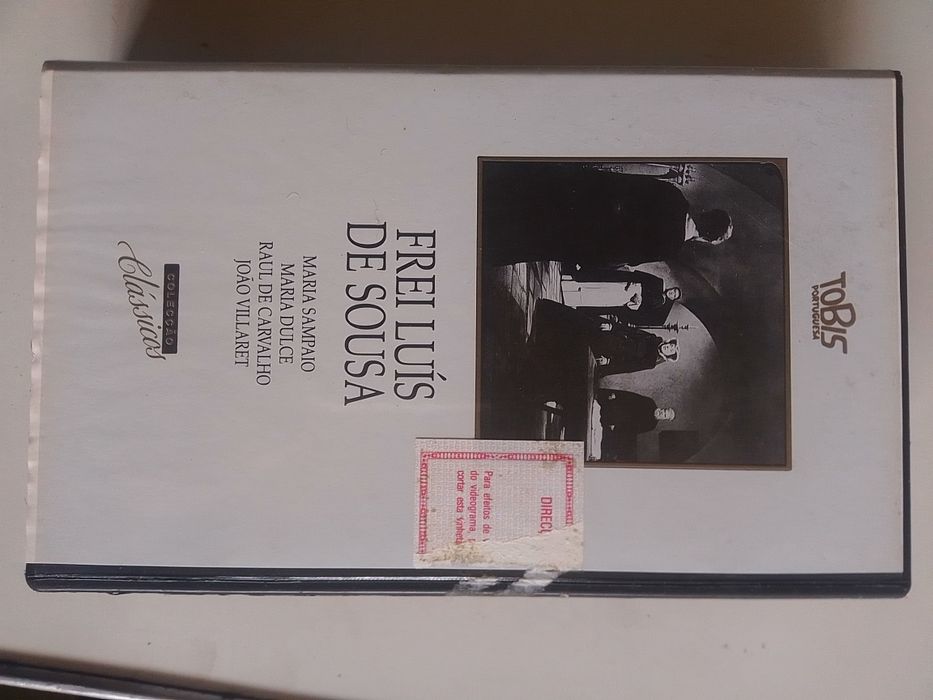 TOBIS
PORTUGUESA
FREI LUÍS
DE SOUSA
MARIA SAMPAIO
MARIA DULCE
RAUL DE CARVALHO
JOÃO VILLARET
COLECÇÃO
Clássicos
Para efeitos de
do videograma,
cortar esta vinheta